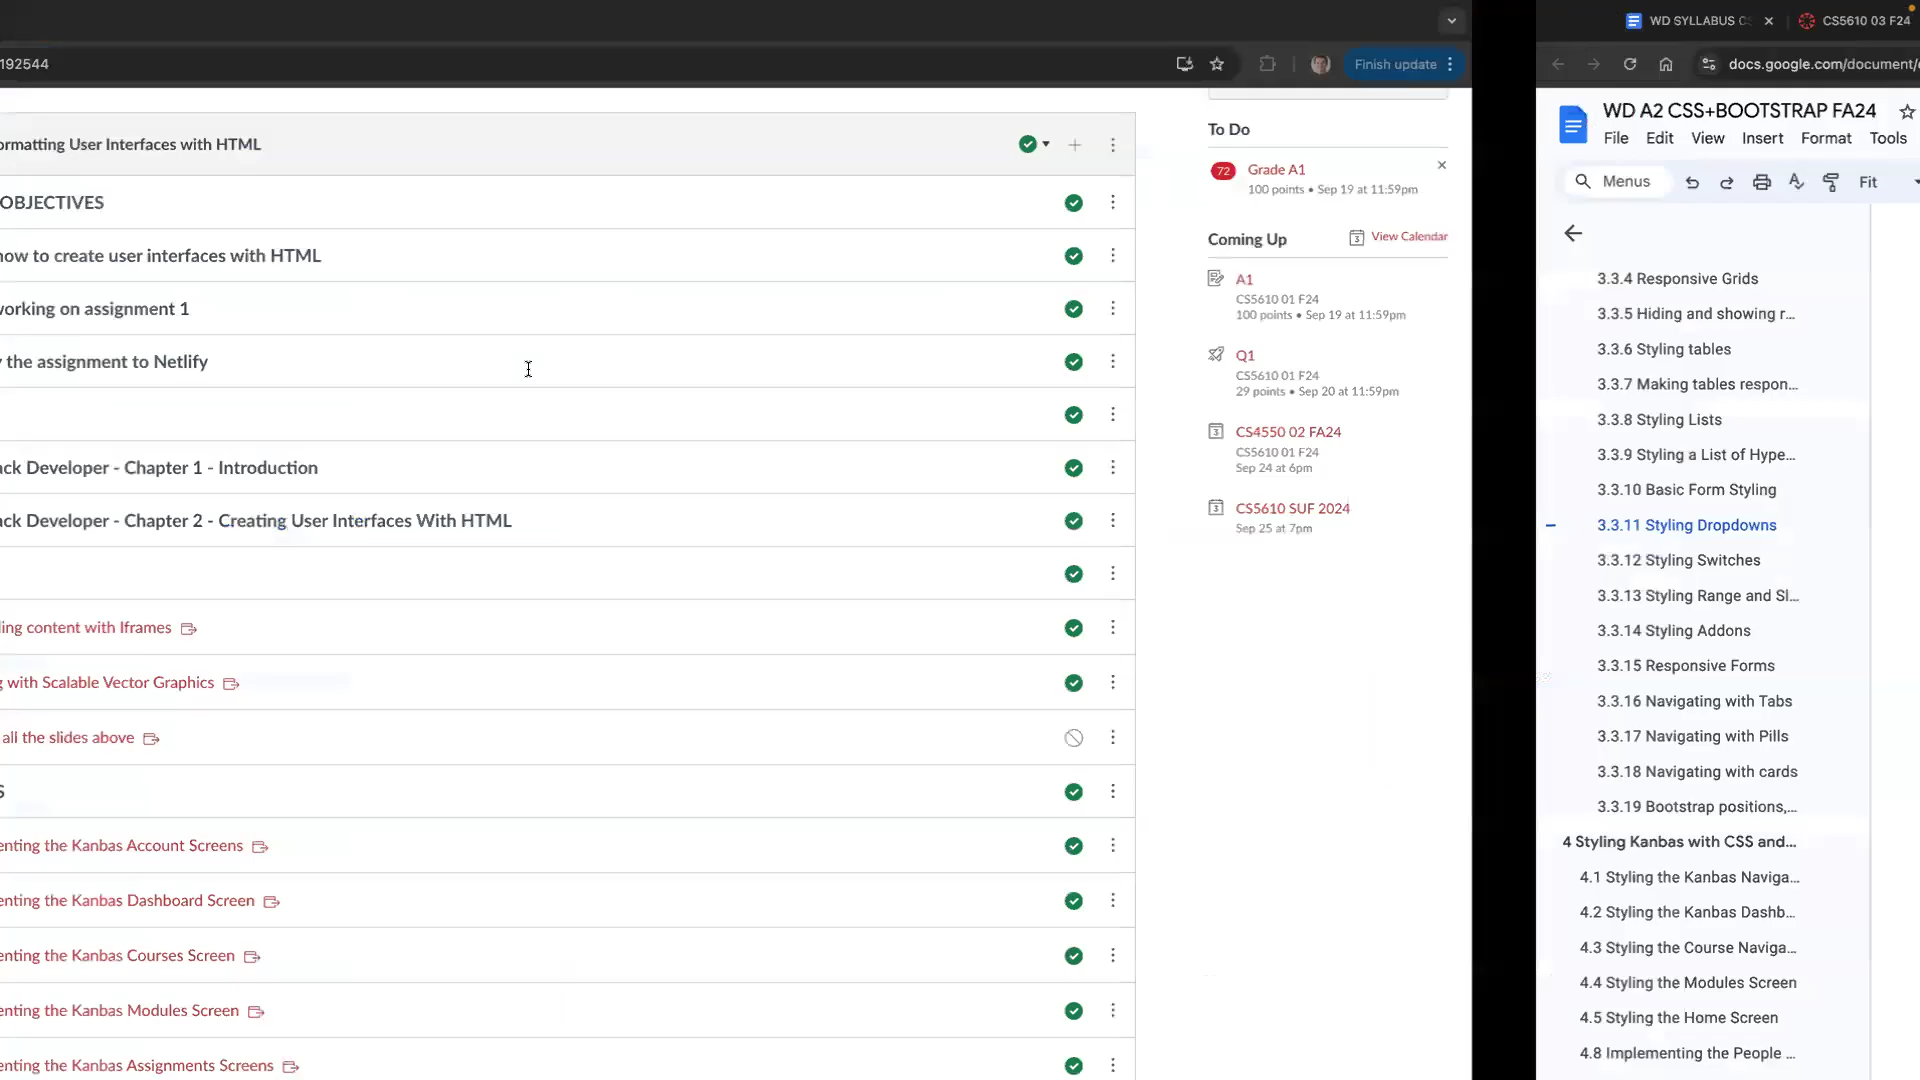 192544
Finish update
ormatting User Interfaces with HTML
OBJECTIVES
how to create user interfaces with HTML
working on assignment 1
y the assignment to Netlify
ack Developer - Chapter 1 - Introduction
ack Developer - Chapter 2 - Creating User Interfaces With HTML
ling content with Iframes
g with Scalable Vector Graphics
all the slides above
S
enting the Kanbas Account Screens
enting the Kanbas Dashboard Screen
enting the Kanbas Courses Screen
enting the Kanbas Modules Screen
enting the Kanbas Assignments Screens
To Do
72
Grade A1
100 points • Sep 19 at 11:59pm
Coming Up
View Calendar
A1
CS5610 01 F24
100 points • Sep 19 at 11:59pm
Q1
CS5610 01 F24
29 points • Sep 20 at 11:59pm
CS4550 02 FA24
CS5610 01 F24
Sep 24 at 6pm
CS5610 SUF 2024
Sep 25 at 7pm
WD SYLLABUS CS
CS5610 03 F24
docs.google.com/document/
WD A2 CSS+BOOTSTRAP FA24
File Edit View Insert Format Tools
Menus
Fit
3.3.4 Responsive Grids
3.3.5 Hiding and showing r...
3.3.6 Styling tables
3.3.7 Making tables respon...
3.3.8 Styling Lists
3.3.9 Styling a List of Hype...
3.3.10 Basic Form Styling
3.3.11 Styling Dropdowns
3.3.12 Styling Switches
3.3.13 Styling Range and Sl...
3.3.14 Styling Addons
3.3.15 Responsive Forms
3.3.16 Navigating with Tabs
3.3.17 Navigating with Pills
3.3.18 Navigating with cards
3.3.19 Bootstrap positions,...
4 Styling Kanbas with CSS and...
4.1 Styling the Kanbas Naviga...
4.2 Styling the Kanbas Dashb...
4.3 Styling the Course Naviga...
4.4 Styling the Modules Screen
4.5 Styling the Home Screen
4.8 Implementing the People ...